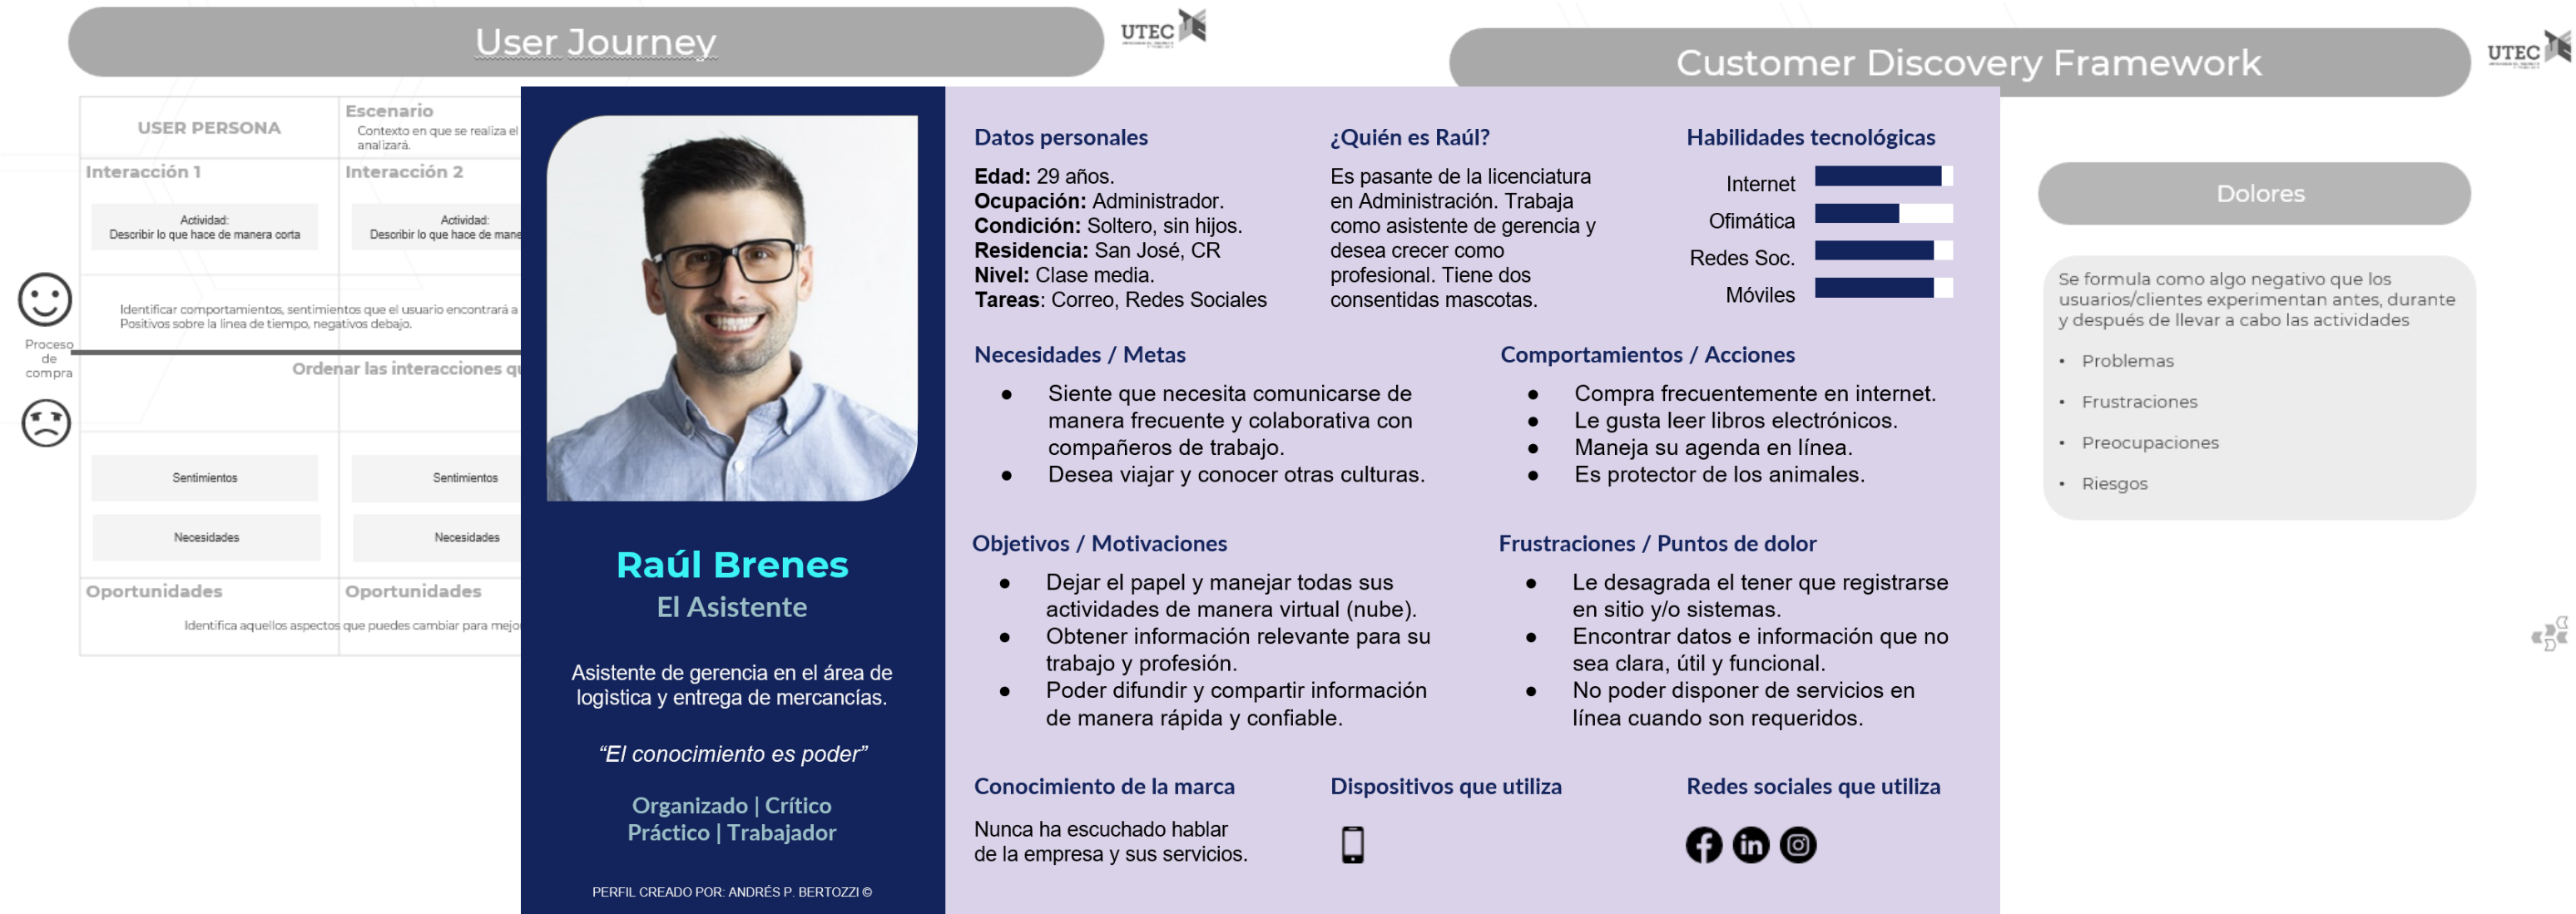 User Journey
UTEC
Customer Discovery Framework
UTEC
USER PERSONA
Escenario
Contexto en que se realiza el
analizará.
Interacción 1
Interacción 2
Actividad:
Describir lo que hace de manera corta
Actividad:
Describir lo que hace de mane
Identificar comportamientos, sentimientos que el usuario encontrará a
Positivos sobre la linea de tiempo, negativos debajo.
Proceso
de
compra
Ordenar las interacciones qu
Sentimientos
Sentimientos
Necesidades
Necesidades
Oportunidades
Oportunidades
Identifica aquellos aspectos que puedes cambiar para mejo
Raúl Brenes
El Asistente
Asistente de gerencia en el área de
logìstica y entrega de mercancías.
“El conocimiento es poder”
Organizado | Crítico
Práctico | Trabajador
PERFIL CREADO POR: ANDRÉS P. BERTOZZI ©
Datos personales
Edad: 29 años.
Ocupación: Administrador.
Condición: Soltero, sin hijos.
Residencia: San José, CR
Nivel: Clase media.
Tareas: Correo, Redes Sociales
¿Quién es Raúl?
Es pasante de la licenciatura
en Administración. Trabaja
como asistente de gerencia y
desea crecer como
profesional. Tiene dos
consentidas mascotas.
Habilidades tecnológicas
Internet
Ofimática
Redes Soc.
Móviles
Necesidades / Metas
● Siente que necesita comunicarse de
manera frecuente y colaborativa con
compañeros de trabajo.
● Desea viajar y conocer otras culturas.
Comportamientos / Acciones
● Compra frecuentemente en internet.
● Le gusta leer libros electrónicos.
● Maneja su agenda en línea.
● Es protector de los animales.
Objetivos / Motivaciones
● Dejar el papel y manejar todas sus
actividades de manera virtual (nube).
● Obtener información relevante para su
trabajo y profesión.
● Poder difundir y compartir información
de manera rápida y confiable.
Frustraciones / Puntos de dolor
● Le desagrada el tener que registrarse
en sitio y/o sistemas.
● Encontrar datos e información que no
sea clara, útil y funcional.
● No poder disponer de servicios en
línea cuando son requeridos.
Conocimiento de la marca
Nunca ha escuchado hablar
de la empresa y sus servicios.
Dispositivos que utiliza
Redes sociales que utiliza
Dolores
Se formula como algo negativo que los
usuarios/clientes experimentan antes, durante
y después de llevar a cabo las actividades
• Problemas
• Frustraciones
• Preocupaciones
• Riesgos